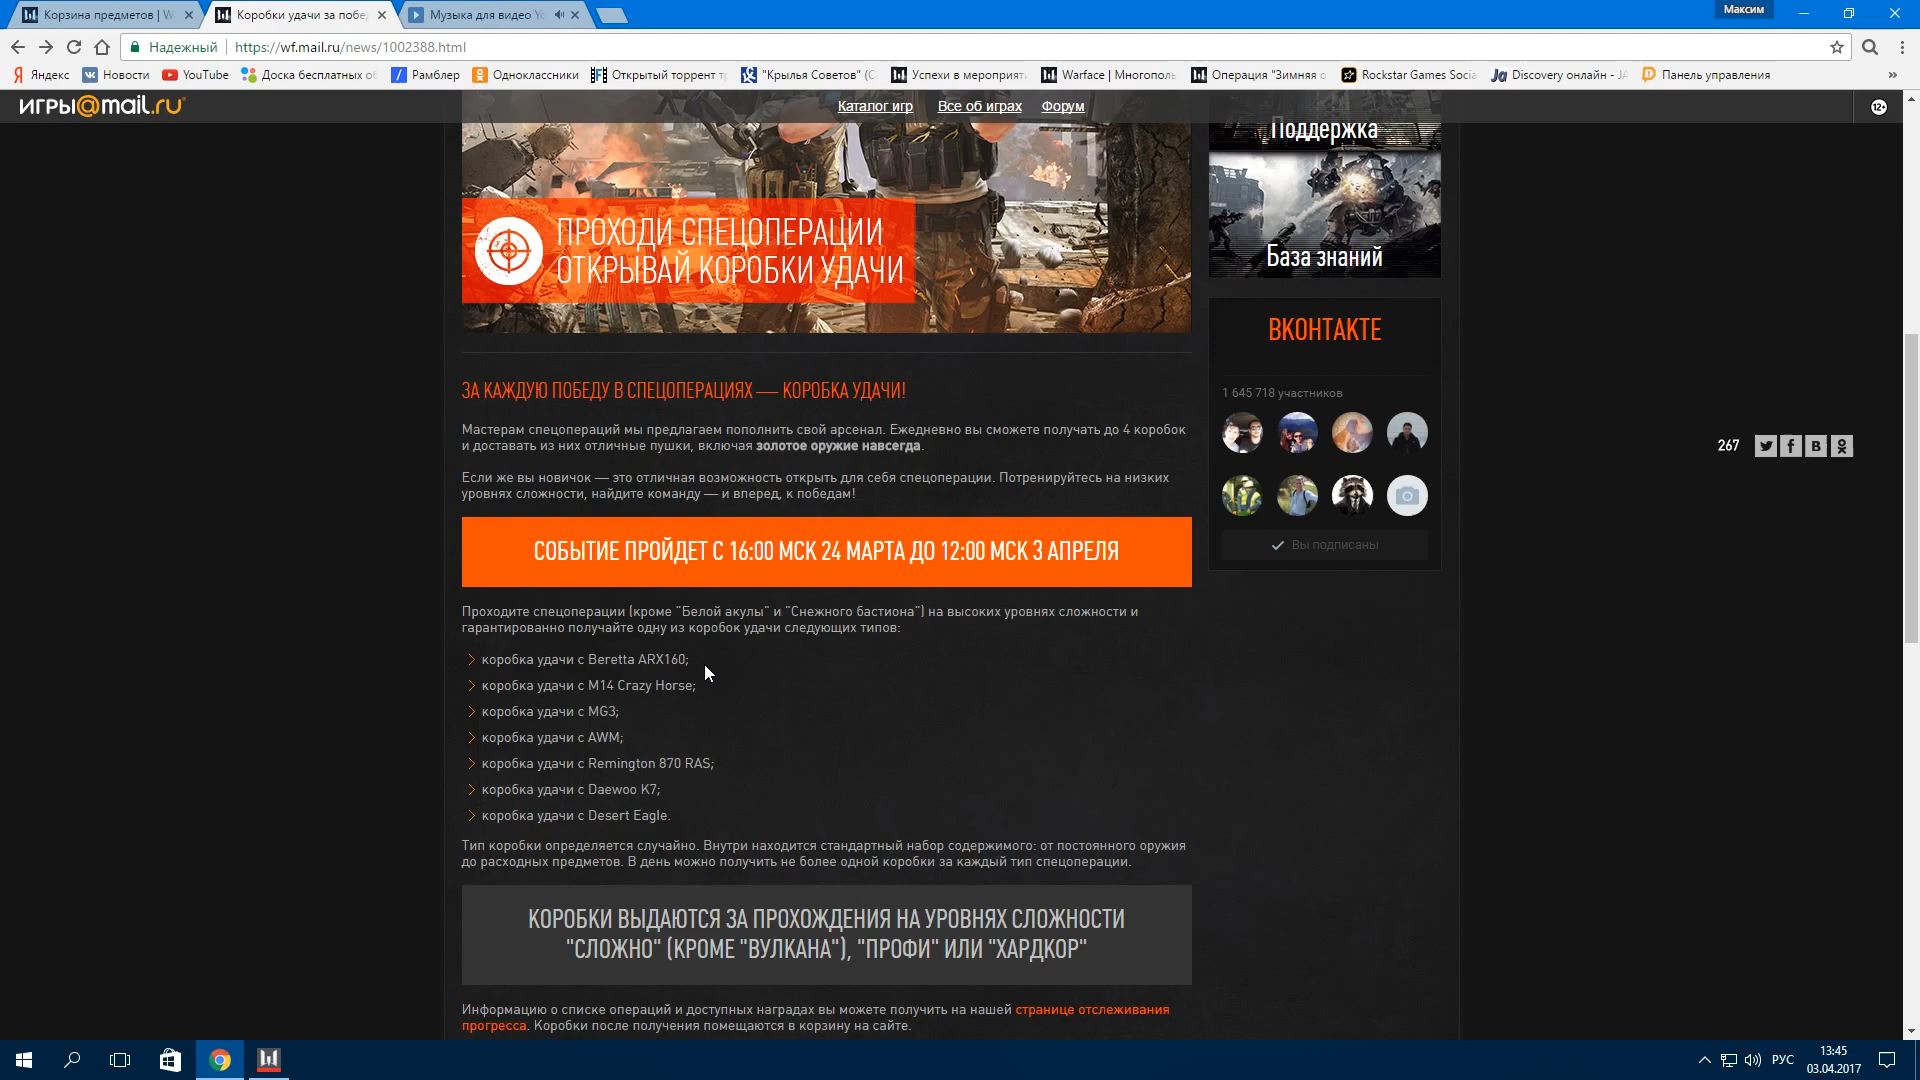 Корзина предметов | W
Коробки удачи за побе
Музыка для видео Yo
Максим
Надежный
https://wf.mail.ru/news/1002388.html
Яндекс
Новости
YouTube
Доска бесплатных об
Рамблер
Одноклассники
Открытый торрент т
"Крылья Советов" (С
Успехи в мероприят
Warface | Многополь
Операция "Зимняя о
Rockstar Games Socia
Discovery онлайн - JA
Панель управления
игры@mail.ru
Каталог игр
Все об играх
Форум
12+
Поддержка
ПРОХОДИ СПЕЦОПЕРАЦИИ
ОТКРЫВАЙ КОРОБКИ УДАЧИ
База знаний
ВКОНТАКТЕ
1 645 718 участников
Вы подписаны
267
ЗА КАЖДУЮ ПОБЕДУ В СПЕЦОПЕРАЦИЯХ — КОРОБКА УДАЧИ!
Мастерам спецопераций мы предлагаем пополнить свой арсенал. Ежедневно вы сможете получать до 4 коробок
и доставать из них отличные пушки, включая золотое оружие навсегда.
Если же вы новичок — это отличная возможность открыть для себя спецоперации. Потренируйтесь на низких
уровнях сложности, найдите команду — и вперед, к победам!
СОБЫТИЕ ПРОЙДЕТ С 16:00 МСК 24 МАРТА ДО 12:00 МСК 3 АПРЕЛЯ
Проходите спецоперации (кроме "Белой акулы" и "Снежного бастиона") на высоких уровнях сложности и
гарантированно получайте одну из коробок удачи следующих типов:
коробка удачи с Beretta ARX160;
коробка удачи с M14 Crazy Horse;
коробка удачи с MG3;
коробка удачи с AWM;
коробка удачи с Remington 870 RAS;
коробка удачи с Daewoo K7;
коробка удачи с Desert Eagle.
Тип коробки определяется случайно. Внутри находится стандартный набор содержимого: от постоянного оружия
до расходных предметов. В день можно получить не более одной коробки за каждый тип спецоперации.
КОРОБКИ ВЫДАЮТСЯ ЗА ПРОХОЖДЕНИЯ НА УРОВНЯХ СЛОЖНОСТИ
"СЛОЖНО" (КРОМЕ "ВУЛКАНА"), "ПРОФИ" ИЛИ "ХАРДКОР"
Информацию о списке операций и доступных наградах вы можете получить на нашей странице отслеживания
прогресса. Коробки после получения помещаются в корзину на сайте.
РУС
13:45
03.04.2017